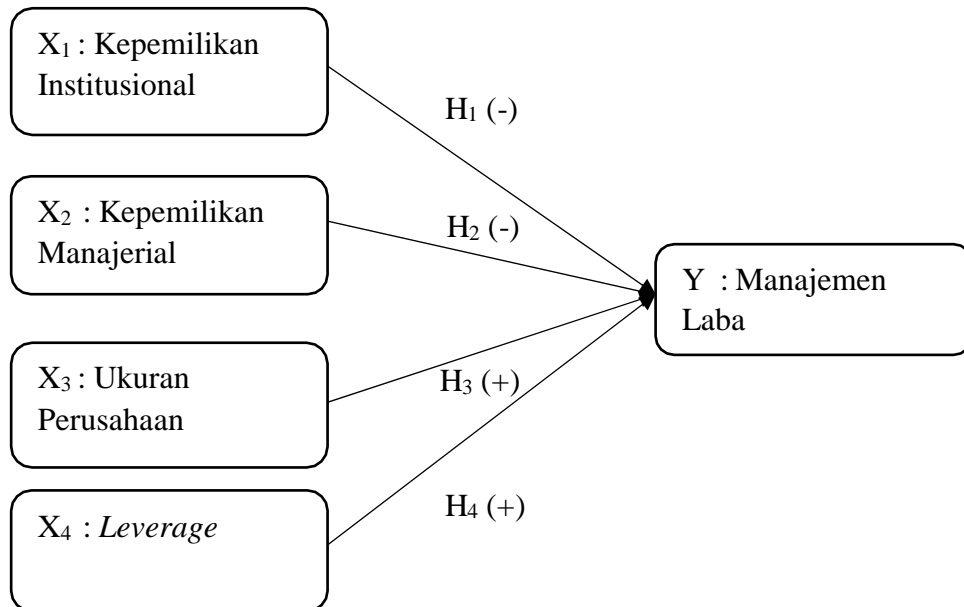 X₁ : Kepemilikan
Institusional
H₁ (-)
X₂ : Kepemilikan
Manajerial
H₂ (-)
Y : Manajemen
Laba
X₃ : Ukuran
Perusahaan
H₃ (+)
X₄ : Leverage
H₄ (+)